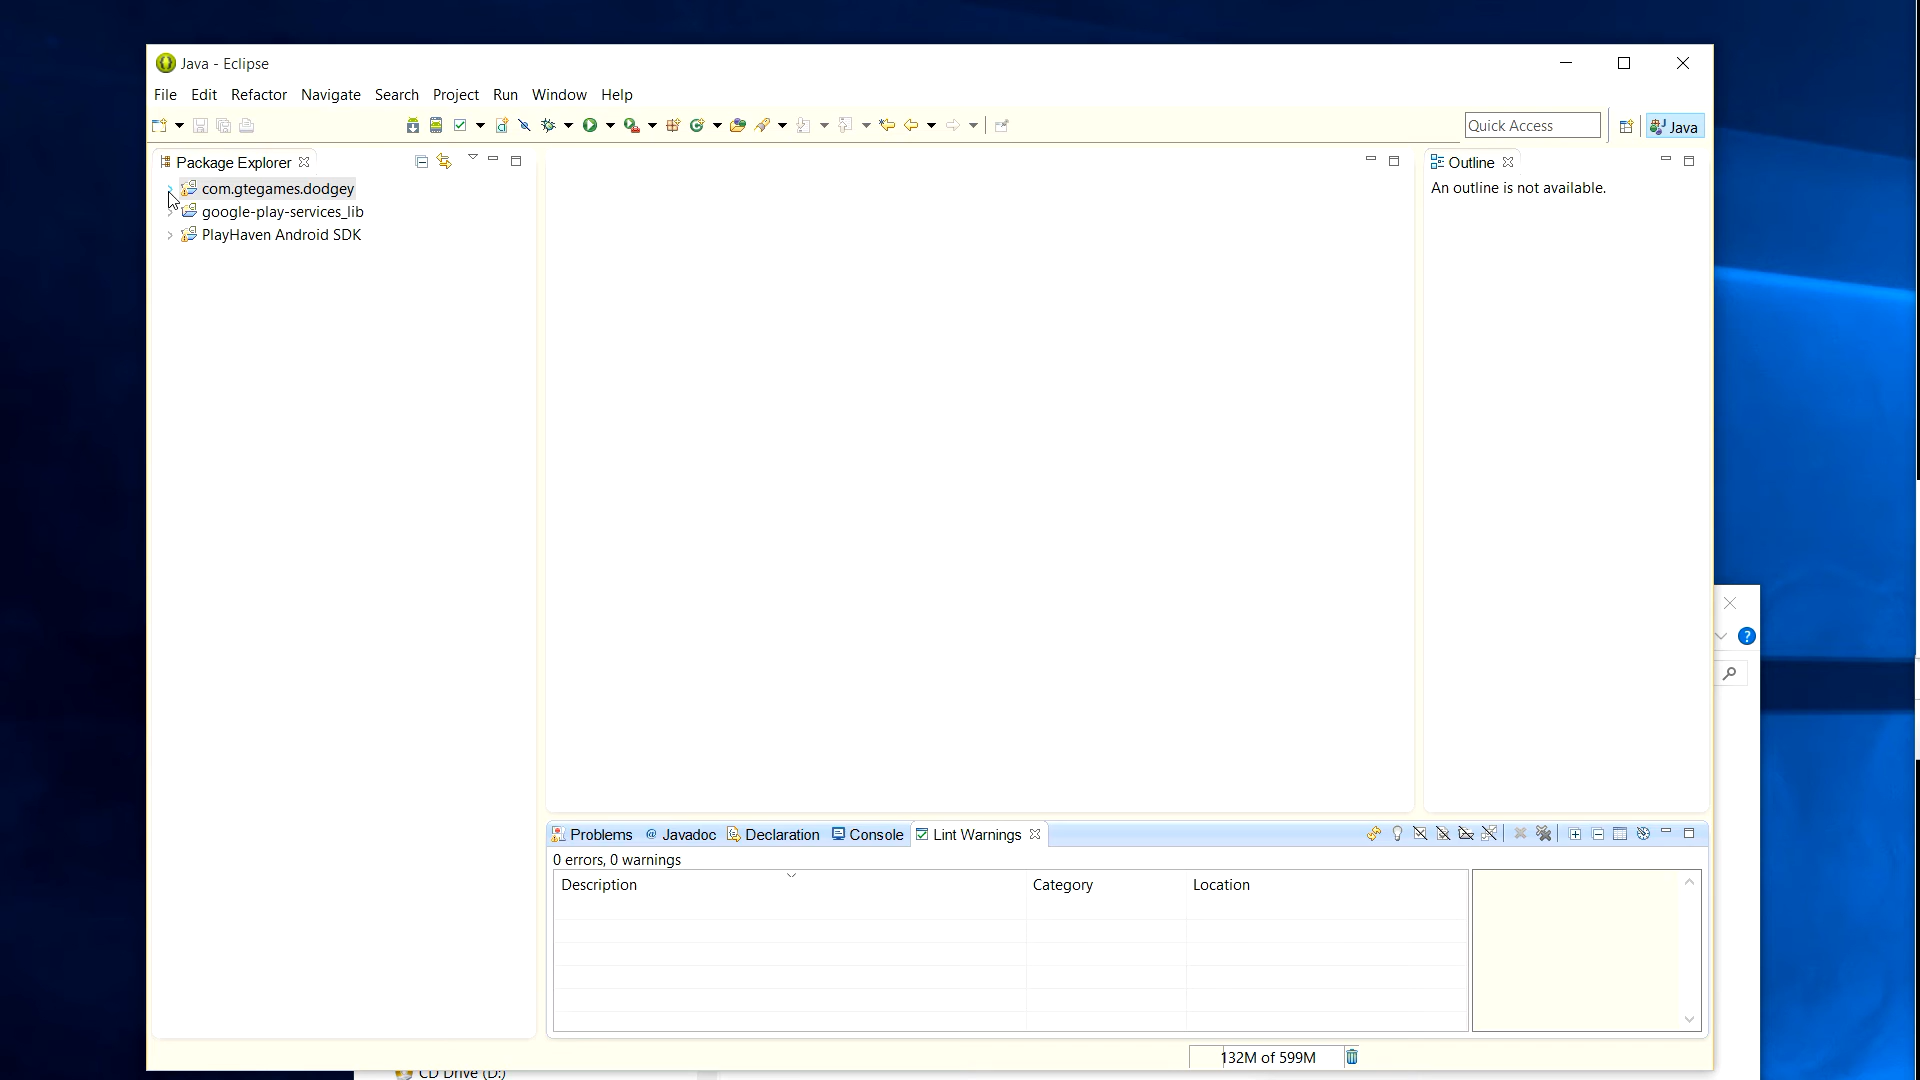 Java - Eclipse
File Edit Refactor Navigate Search Project Run Window Help
Quick Access
Java
Package Explorer
com.gtegames.dodgey
google-play-services_lib
PlayHaven Android SDK
Outline
An outline is not available.
Problems @ Javadoc Declaration Console Lint Warnings
0 errors, 0 warnings
Description Category Location
132M of 599M
CD Drive (D:)